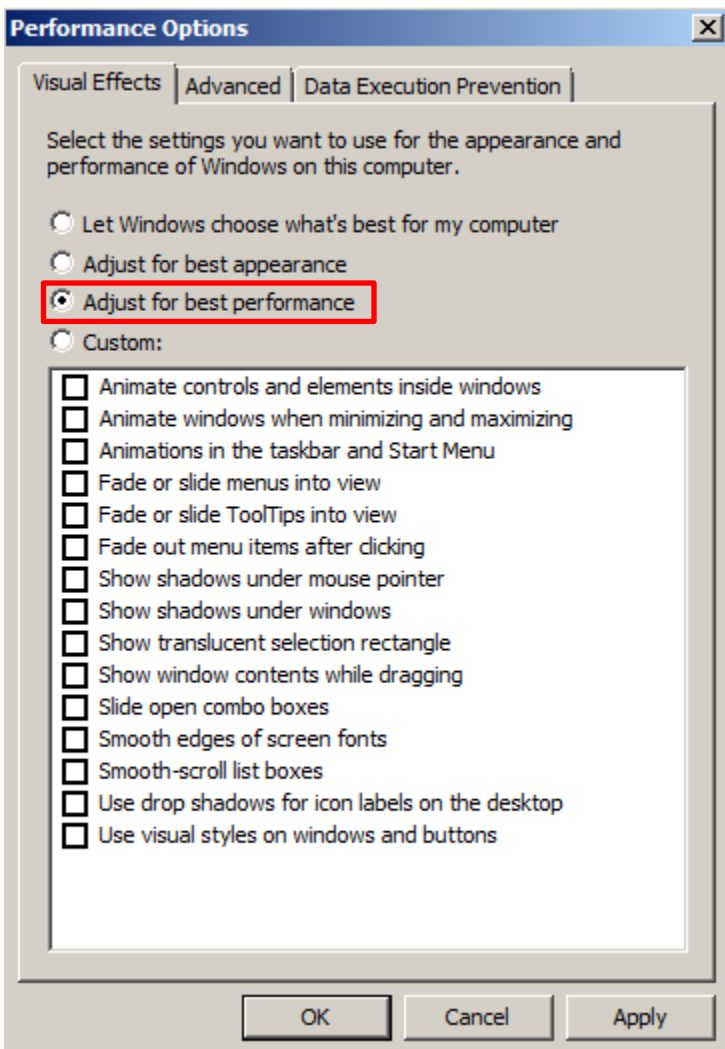 Performance Options
Visual Effects Advanced Data Execution Prevention
Select the settings you want to use for the appearance and
performance of Windows on this computer.
Let Windows choose what's best for my computer
Adjust for best appearance
Adjust for best performance
Custom:
Animate controls and elements inside windows
Animate windows when minimizing and maximizing
Animations in the taskbar and Start Menu
Fade or slide menus into view
Fade or slide ToolTips into view
Fade out menu items after clicking
Show shadows under mouse pointer
Show shadows under windows
Show translucent selection rectangle
Show window contents while dragging
Slide open combo boxes
Smooth edges of screen fonts
Smooth-scroll list boxes
Use drop shadows for icon labels on the desktop
Use visual styles on windows and buttons
OK Cancel Apply